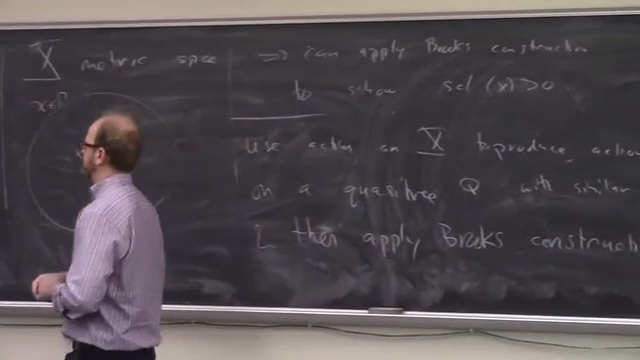 X metric space
x ∈ Γ
⇒ can apply Brooks construction
to show scl(x) > 0.
Use action on X to produce action
on a quasitree Q with similar
& then apply Brooks constructi